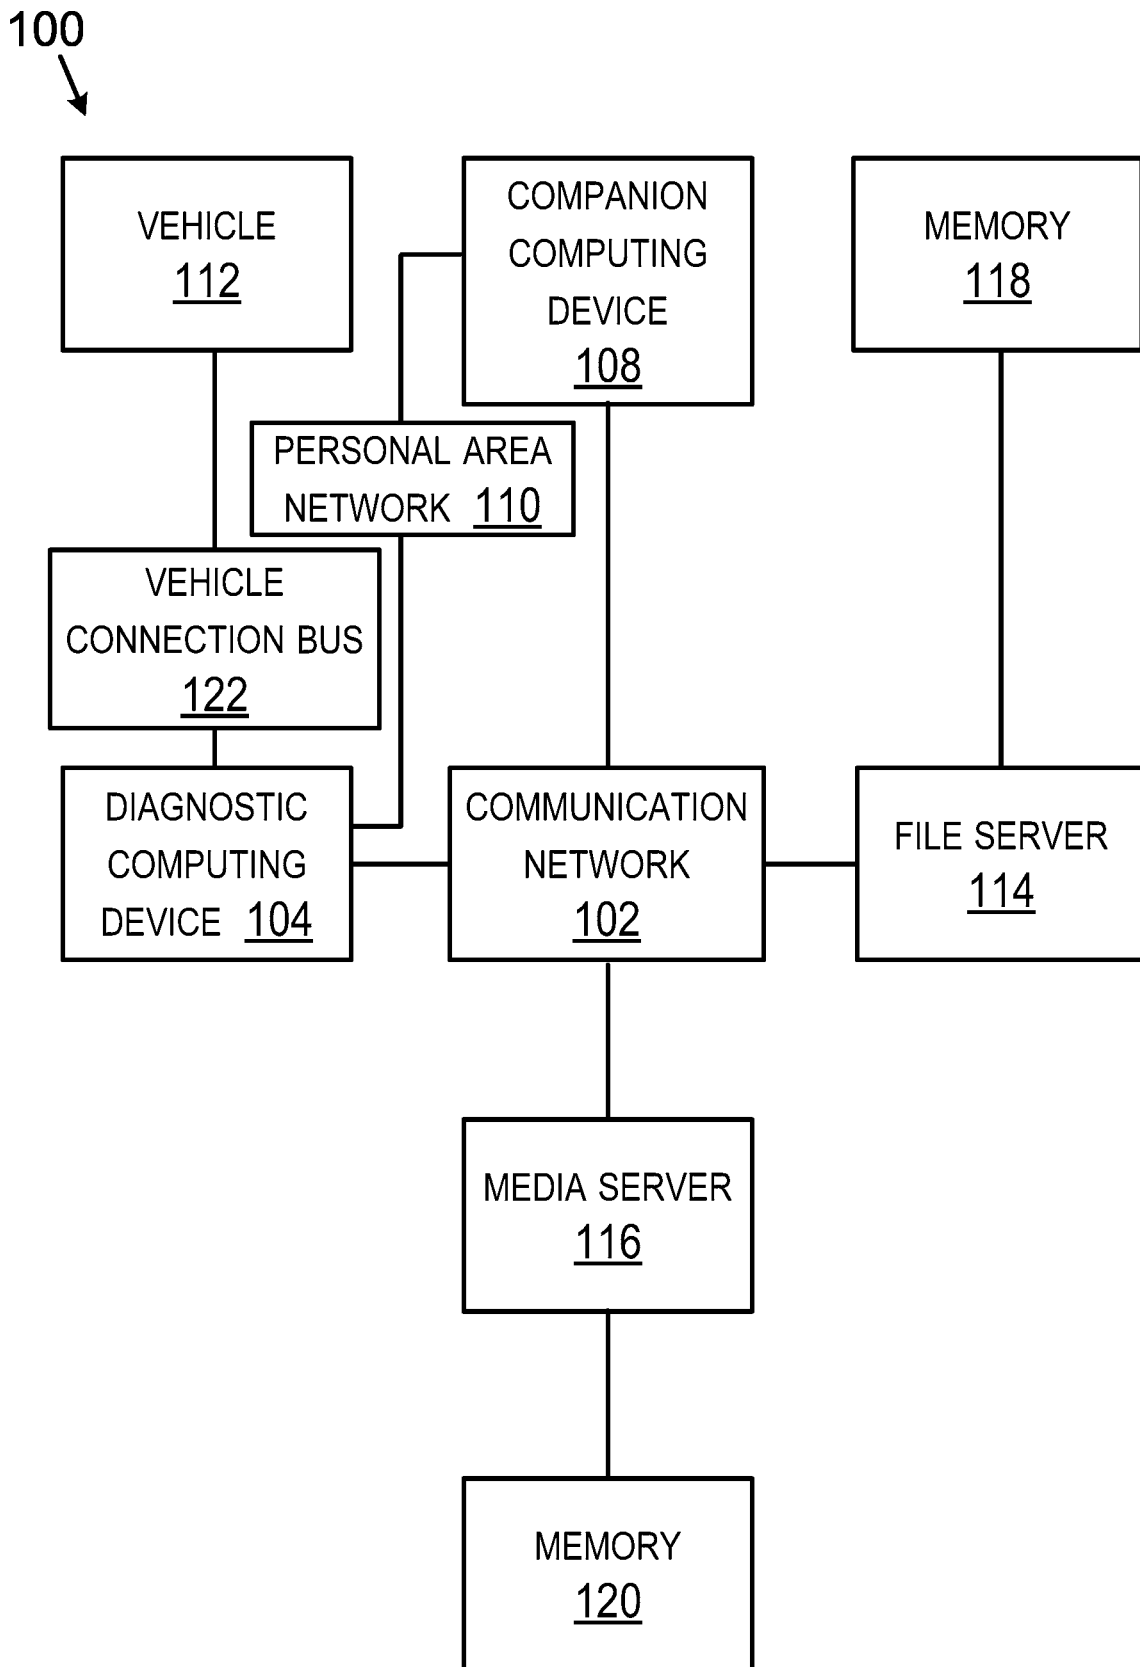 100
VEHICLE
112
COMPANION
COMPUTING
DEVICE
108
MEMORY
118
PERSONAL AREA
NETWORK 110
VEHICLE
CONNECTION BUS
122
DIAGNOSTIC
COMPUTING
DEVICE 104
COMMUNICATION
NETWORK
102
FILE SERVER
114
MEDIA SERVER
116
MEMORY
120